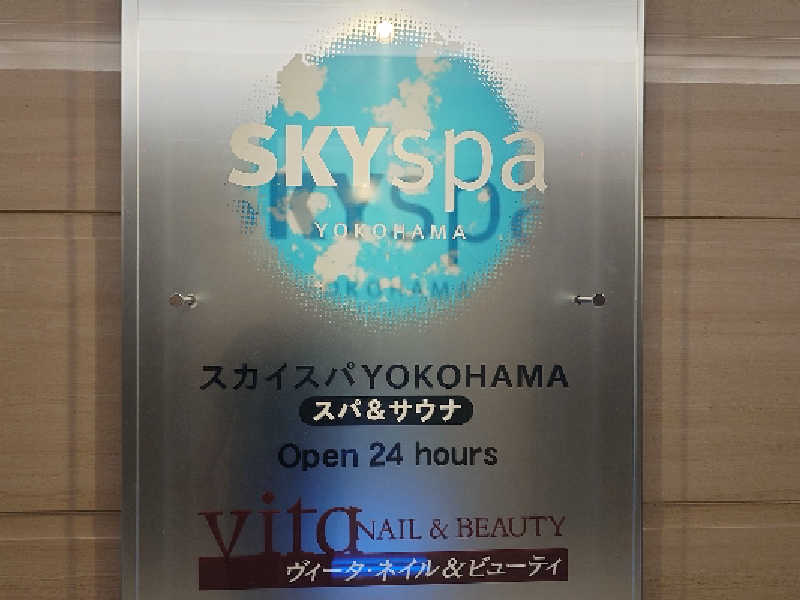 SKYspa
YOKOHAMA
スカイスパYOKOHAMA
スパ&サウナ
Open 24 hours
vita NAIL & BEAUTY
ヴィータ・ネイル&ビューティ